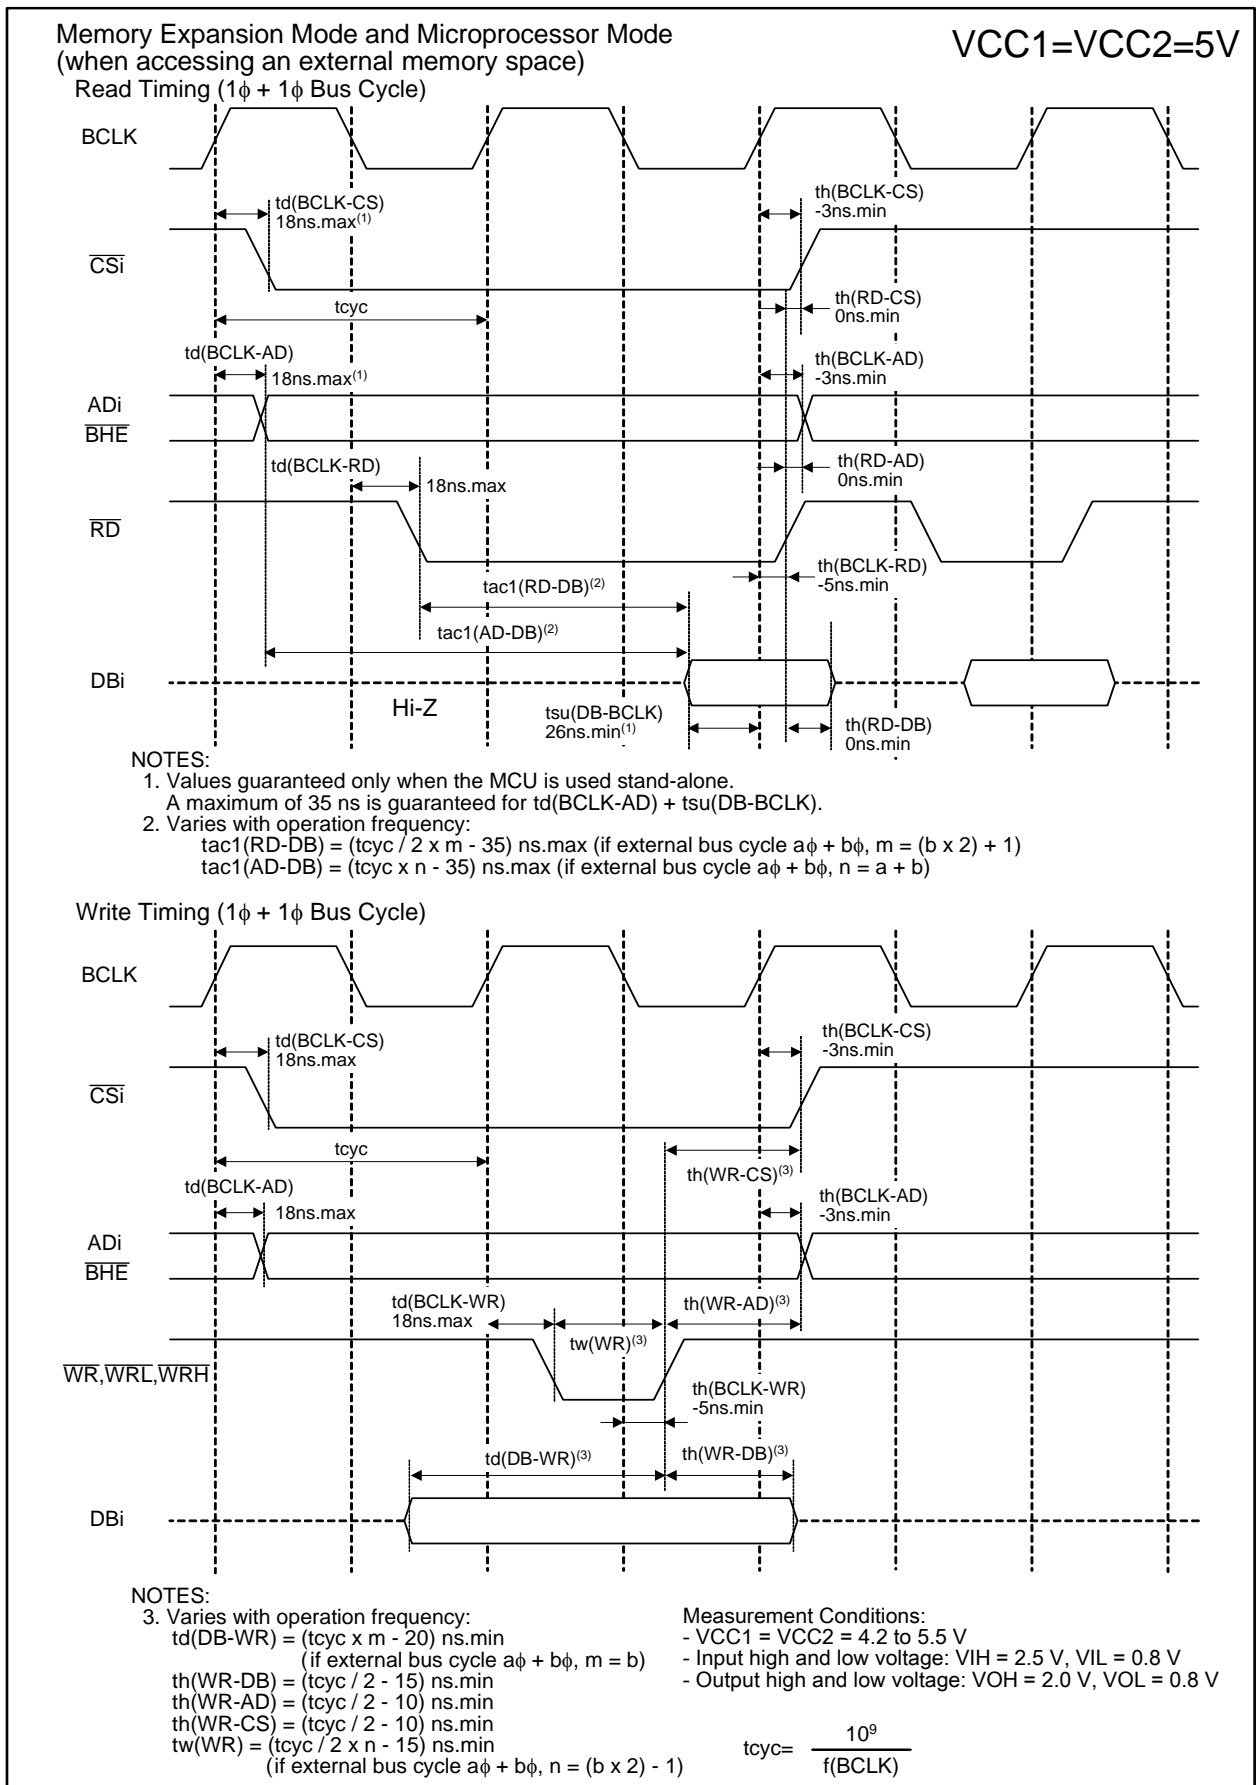 Memory Expansion Mode and Microprocessor Mode
(when accessing an external memory space)
VCC1=VCC2=5V
Read Timing (1ϕ + 1ϕ Bus Cycle)
BCLK
td(BCLK-CS)
18ns.max(1)
th(BCLK-CS)
-3ns.min
CSi
tcyc
th(RD-CS)
0ns.min
td(BCLK-AD)
18ns.max(1)
th(BCLK-AD)
-3ns.min
ADi
BHE
td(BCLK-RD)
18ns.max
th(RD-AD)
0ns.min
RD
th(BCLK-RD)
-5ns.min
tac1(RD-DB)(2)
tac1(AD-DB)(2)
DBi
Hi-Z
tsu(DB-BCLK)
26ns.min(1)
th(RD-DB)
0ns.min
NOTES:
1. Values guaranteed only when the MCU is used stand-alone.
A maximum of 35 ns is guaranteed for td(BCLK-AD) + tsu(DB-BCLK).
2. Varies with operation frequency:
tac1(RD-DB) = (tcyc / 2 x m - 35) ns.max (if external bus cycle aϕ + bϕ, m = (b x 2) + 1)
tac1(AD-DB) = (tcyc x n - 35) ns.max (if external bus cycle aϕ + bϕ, n = a + b)
Write Timing (1ϕ + 1ϕ Bus Cycle)
BCLK
td(BCLK-CS)
18ns.max
th(BCLK-CS)
-3ns.min
CSi
tcyc
th(WR-CS)(3)
td(BCLK-AD)
18ns.max
th(BCLK-AD)
-3ns.min
ADi
BHE
td(BCLK-WR)
18ns.max
tw(WR)(3)
th(WR-AD)(3)
WR,WRL,WRH
th(BCLK-WR)
-5ns.min
td(DB-WR)(3)
th(WR-DB)(3)
DBi
NOTES:
3. Varies with operation frequency:
td(DB-WR) = (tcyc x m - 20) ns.min
(if external bus cycle aϕ + bϕ, m = b)
th(WR-DB) = (tcyc / 2 - 15) ns.min
th(WR-AD) = (tcyc / 2 - 10) ns.min
th(WR-CS) = (tcyc / 2 - 10) ns.min
tw(WR) = (tcyc / 2 x n - 15) ns.min
(if external bus cycle aϕ + bϕ, n = (b x 2) - 1)
Measurement Conditions:
- VCC1 = VCC2 = 4.2 to 5.5 V
- Input high and low voltage: VIH = 2.5 V, VIL = 0.8 V
- Output high and low voltage: VOH = 2.0 V, VOL = 0.8 V
tcyc= 10⁹
f(BCLK)